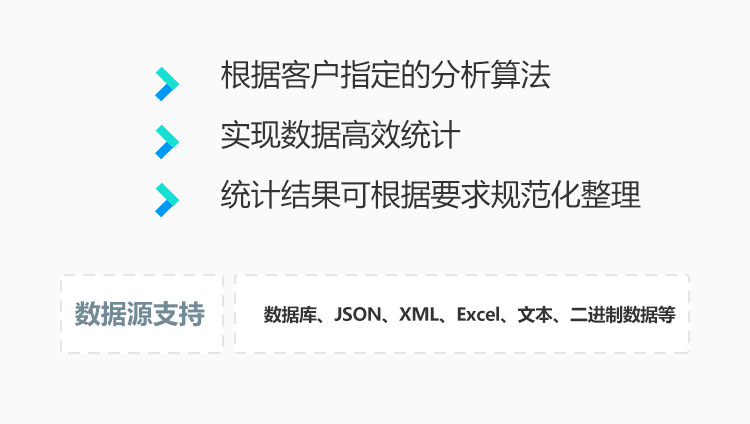 根据客户指定的分析算法
实现数据高效统计
统计结果可根据要求规范化整理
数据源支持
数据库、JSON、XML、Excel、文本、二进制数据等